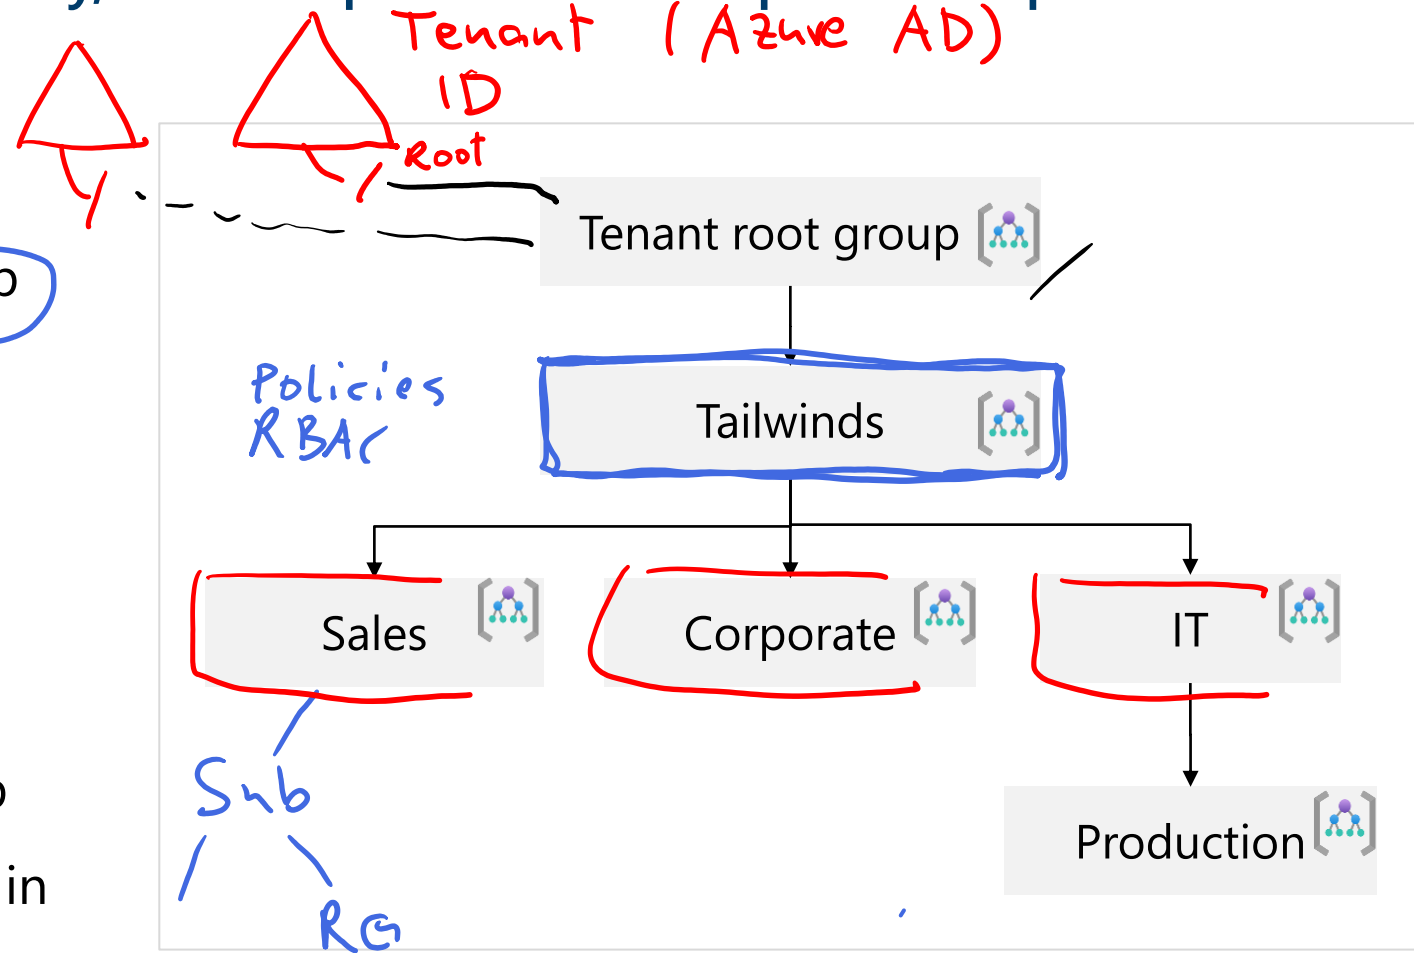 Tenant (Azure AD)
ID
Root
Tenant root group
Policies
RBAC
Tailwinds
Sales
Corporate
IT
Sub
Production
in
RG